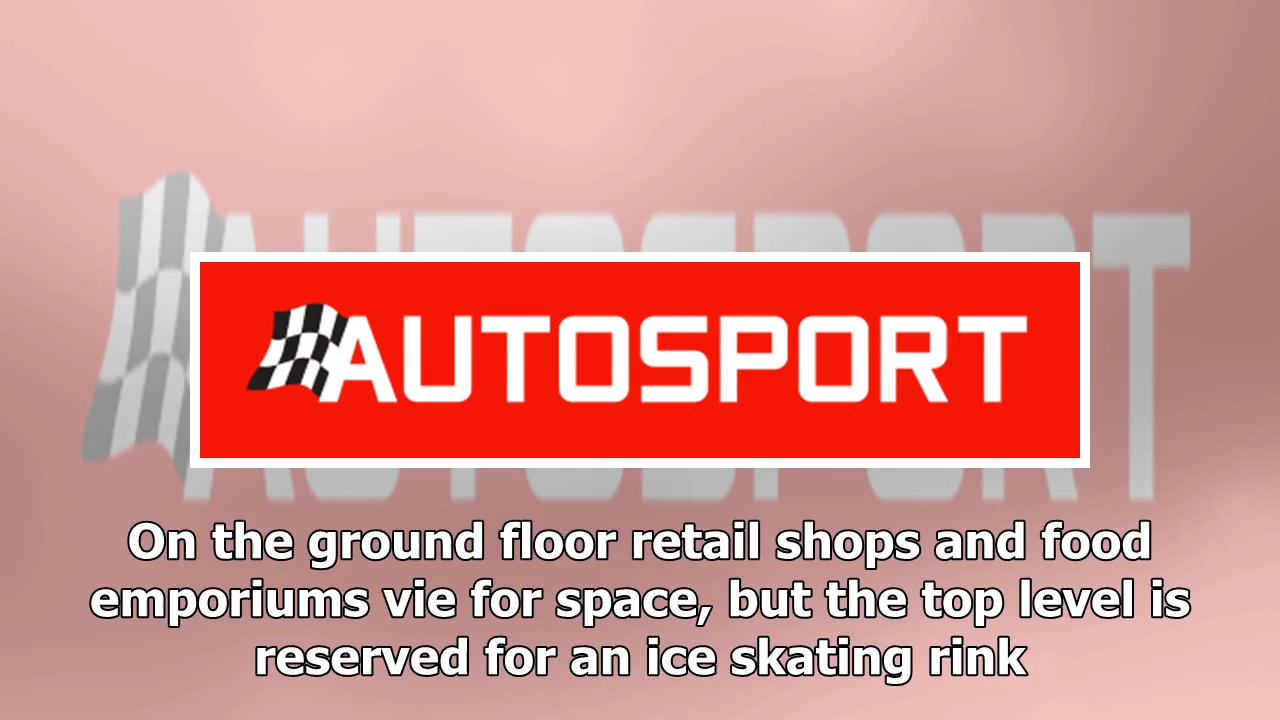 AUTOSPORT
AUTOSPORT
On the ground floor retail shops and food
emporiums vie for space, but the top level is
reserved for an ice skating rink